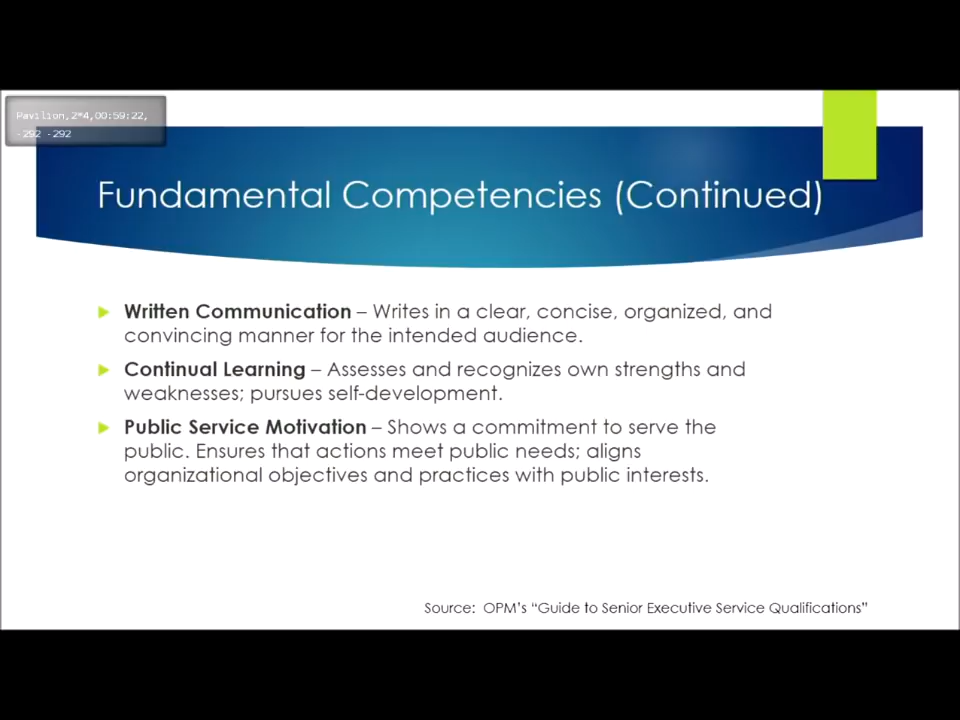 Pavilion,2*4,00:59:22,
-292 -292
Fundamental Competencies (Continued)
Written Communication – Writes in a clear, concise, organized, and
convincing manner for the intended audience.
Continual Learning – Assesses and recognizes own strengths and
weaknesses; pursues self-development.
Public Service Motivation – Shows a commitment to serve the
public. Ensures that actions meet public needs; aligns
organizational objectives and practices with public interests.
Source: OPM's “Guide to Senior Executive Service Qualifications”